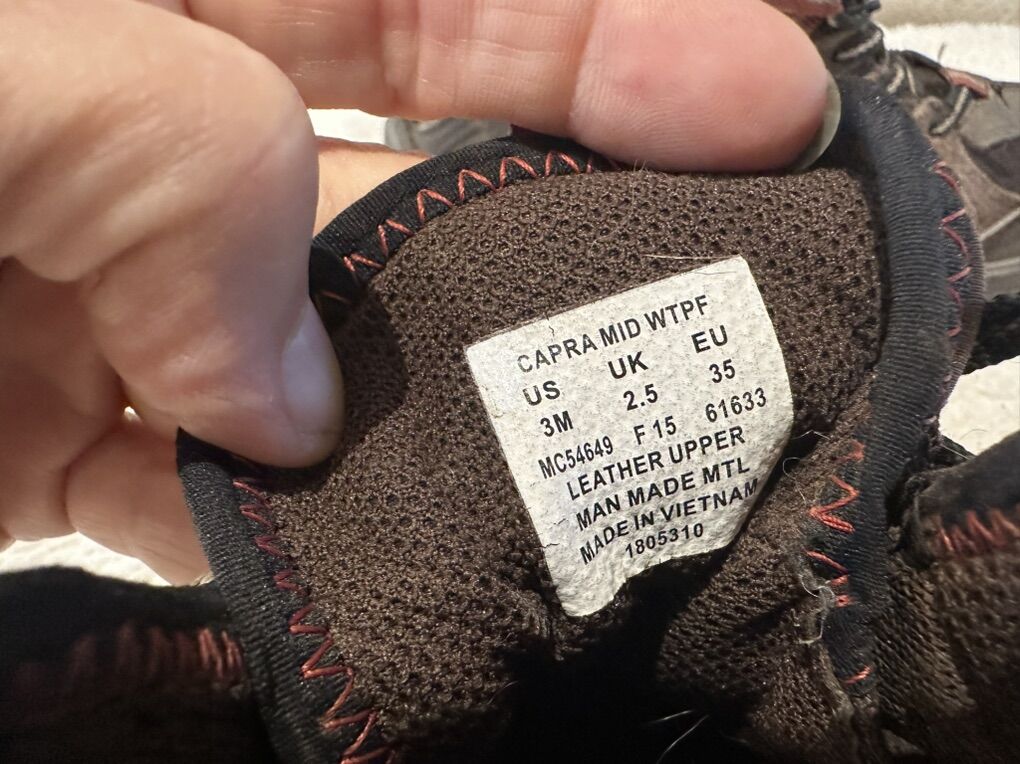 CAPRA MID WTPF
US UK EU
3M 2.5 35
MC54649 F15 61633
LEATHER UPPER
MAN MADE MTL
MADE IN VIETNAM
1805310